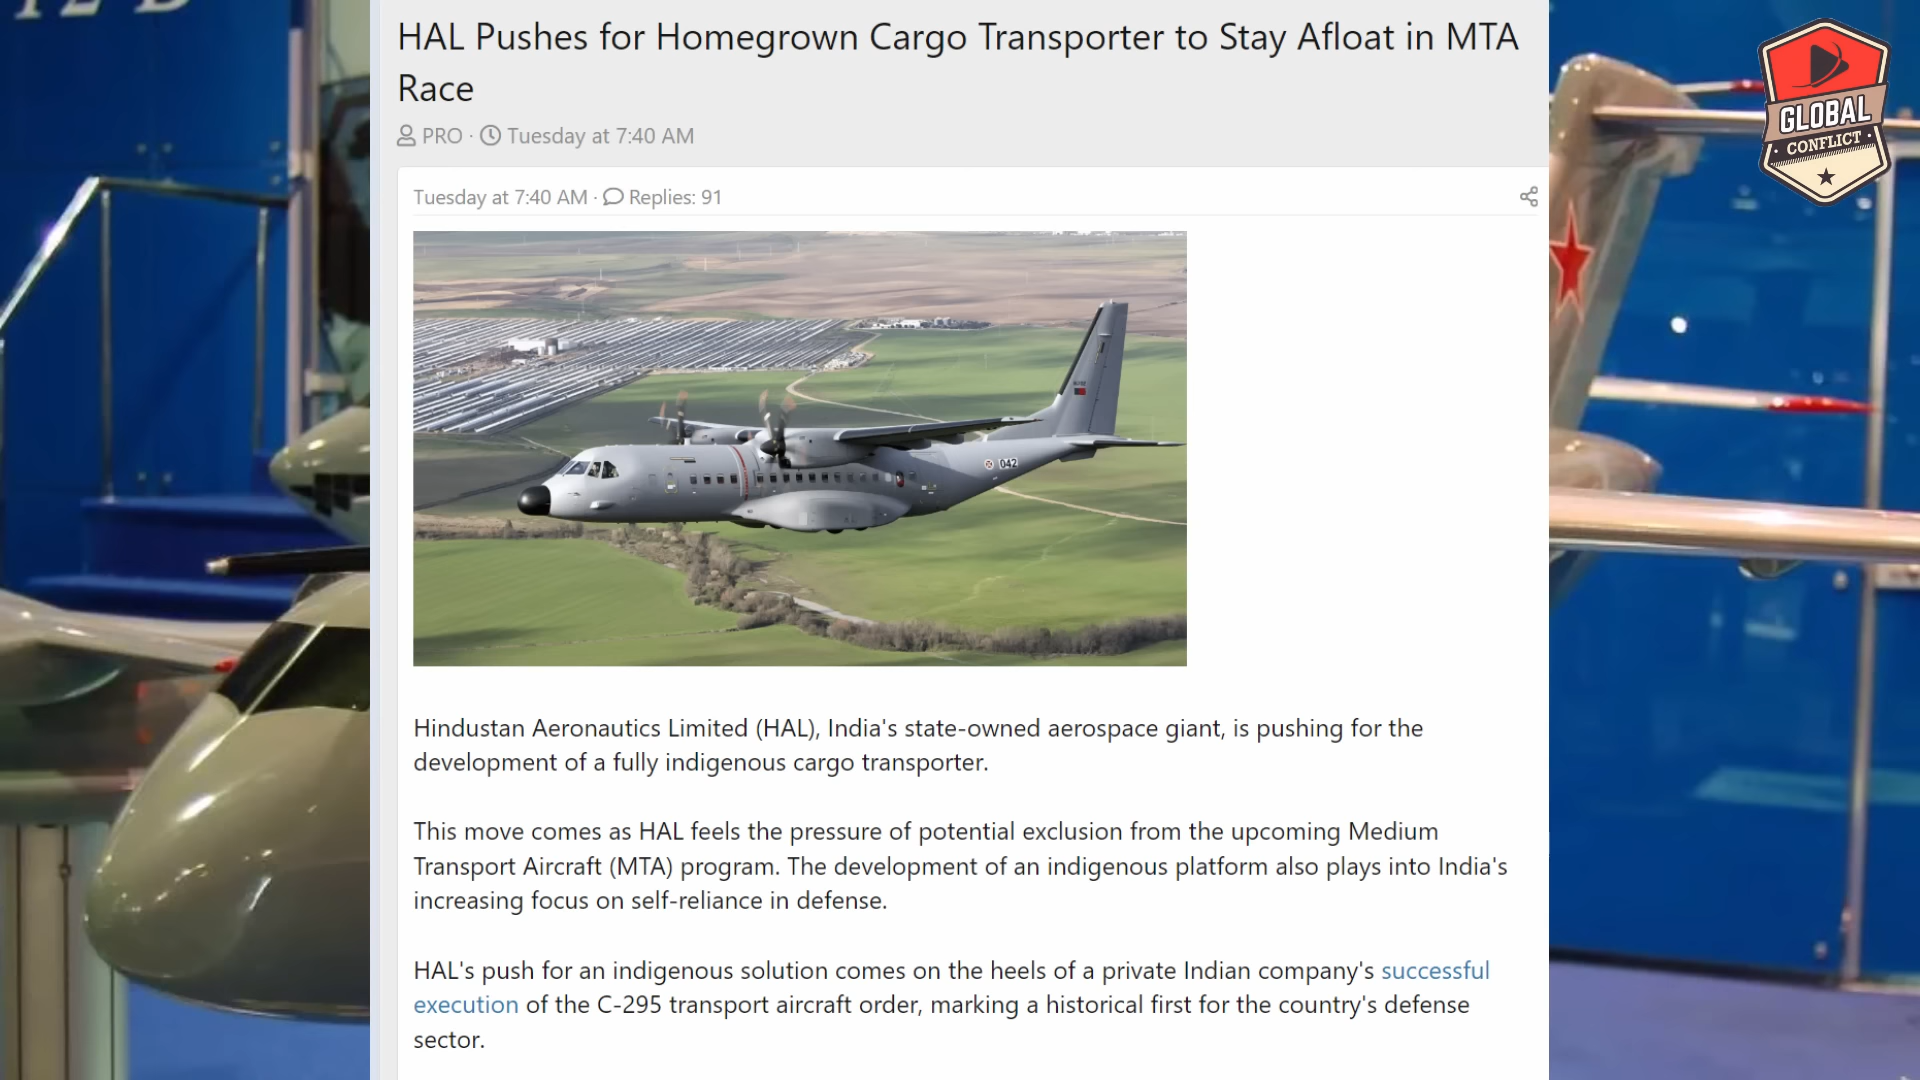 HAL Pushes for Homegrown Cargo Transporter to Stay Afloat in MTA
Race
PRO · Tuesday at 7:40 AM
Tuesday at 7:40 AM · Replies: 91
042
Hindustan Aeronautics Limited (HAL), India's state-owned aerospace giant, is pushing for the
development of a fully indigenous cargo transporter.
This move comes as HAL feels the pressure of potential exclusion from the upcoming Medium
Transport Aircraft (MTA) program. The development of an indigenous platform also plays into India's
increasing focus on self-reliance in defense.
HAL's push for an indigenous solution comes on the heels of a private Indian company's successful
execution of the C-295 transport aircraft order, marking a historical first for the country's defense
sector.
GLOBAL
· CONFLICT ·